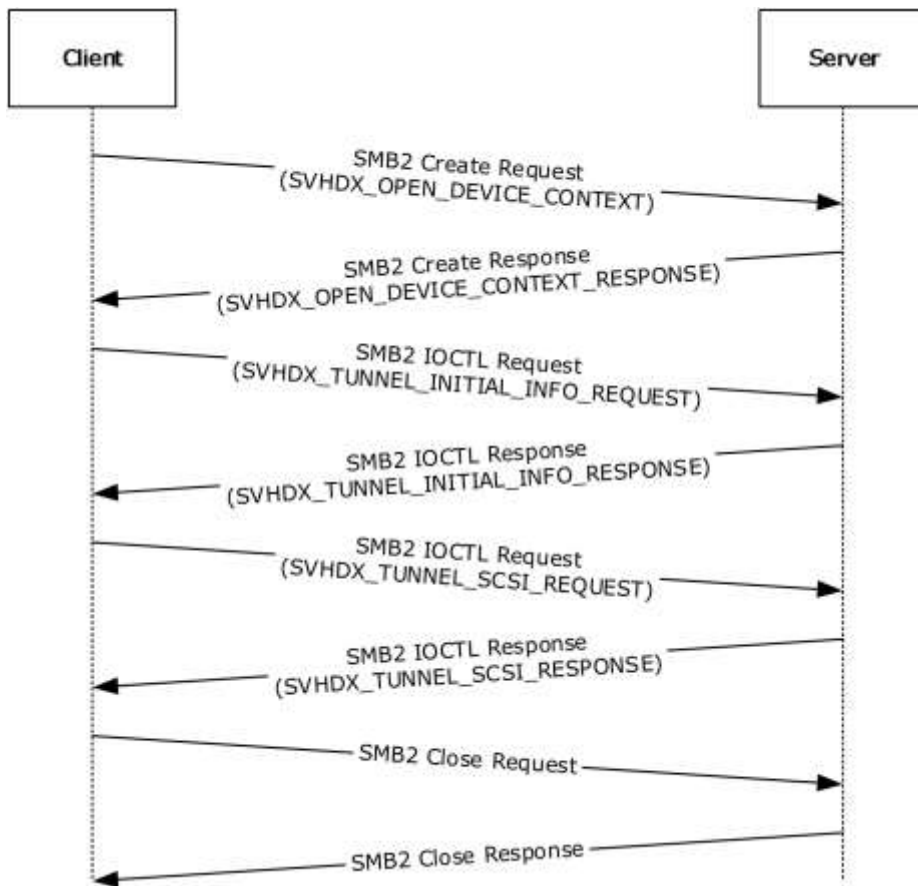 Client
Server
SMB2 Create Request
(SVHDX_OPEN_DEVICE_CONTEXT)
SMB2 Create Response
(SVHDX_OPEN_DEVICE_CONTEXT_RESPONSE)
SMB2 IOCTL Request
(SVHDX_TUNNEL_INITIAL_INFO_REQUEST)
SMB2 IOCTL Response
(SVHDX_TUNNEL_INITIAL_INFO_RESPONSE)
SMB2 IOCTL Request
(SVHDX_TUNNEL_SCSI_REQUEST)
SMB2 IOCTL Response
(SVHDX_TUNNEL_SCSI_RESPONSE)
SMB2 Close Request
SMB2 Close Response